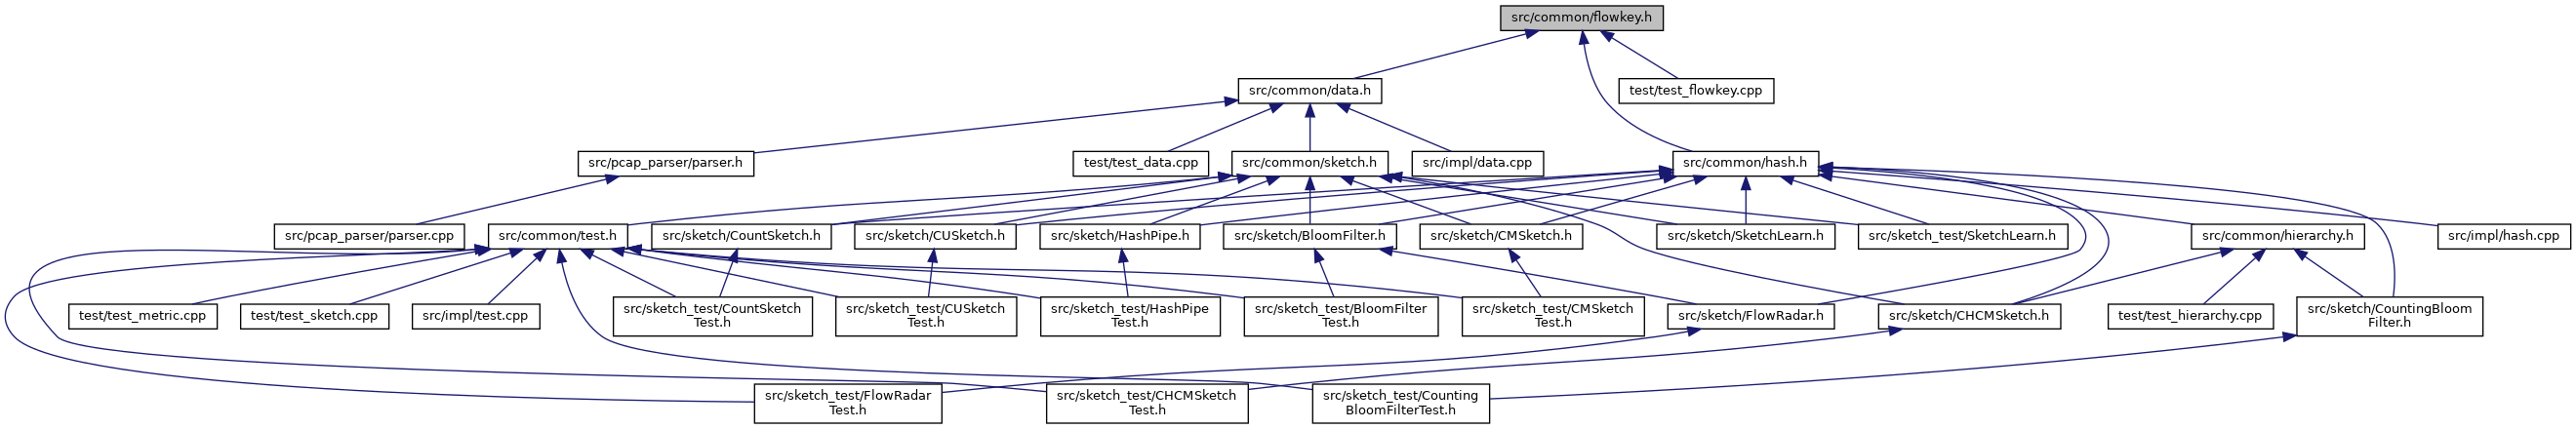 src/common/flowkey.h
src/common/data.h
test/test_flowkey.cpp
src/pcap_parser/parser.h
test/test_data.cpp
src/common/sketch.h
src/impl/data.cpp
src/common/hash.h
src/pcap_parser/parser.cpp
src/common/test.h
src/sketch/CountSketch.h
src/sketch/CUSketch.h
src/sketch/HashPipe.h
src/sketch/BloomFilter.h
src/sketch/CMSketch.h
src/sketch/SketchLearn.h
src/sketch_test/SketchLearn.h
src/common/hierarchy.h
src/impl/hash.cpp
test/test_metric.cpp
test/test_sketch.cpp
src/impl/test.cpp
src/sketch_test/CountSketch
Test.h
src/sketch_test/CUSketch
Test.h
src/sketch_test/HashPipe
Test.h
src/sketch_test/BloomFilter
Test.h
src/sketch_test/CMSketch
Test.h
src/sketch/FlowRadar.h
src/sketch/CHCMSketch.h
test/test_hierarchy.cpp
src/sketch/CountingBloom
Filter.h
src/sketch_test/FlowRadar
Test.h
src/sketch_test/CHCMSketch
Test.h
src/sketch_test/Counting
BloomFilterTest.h